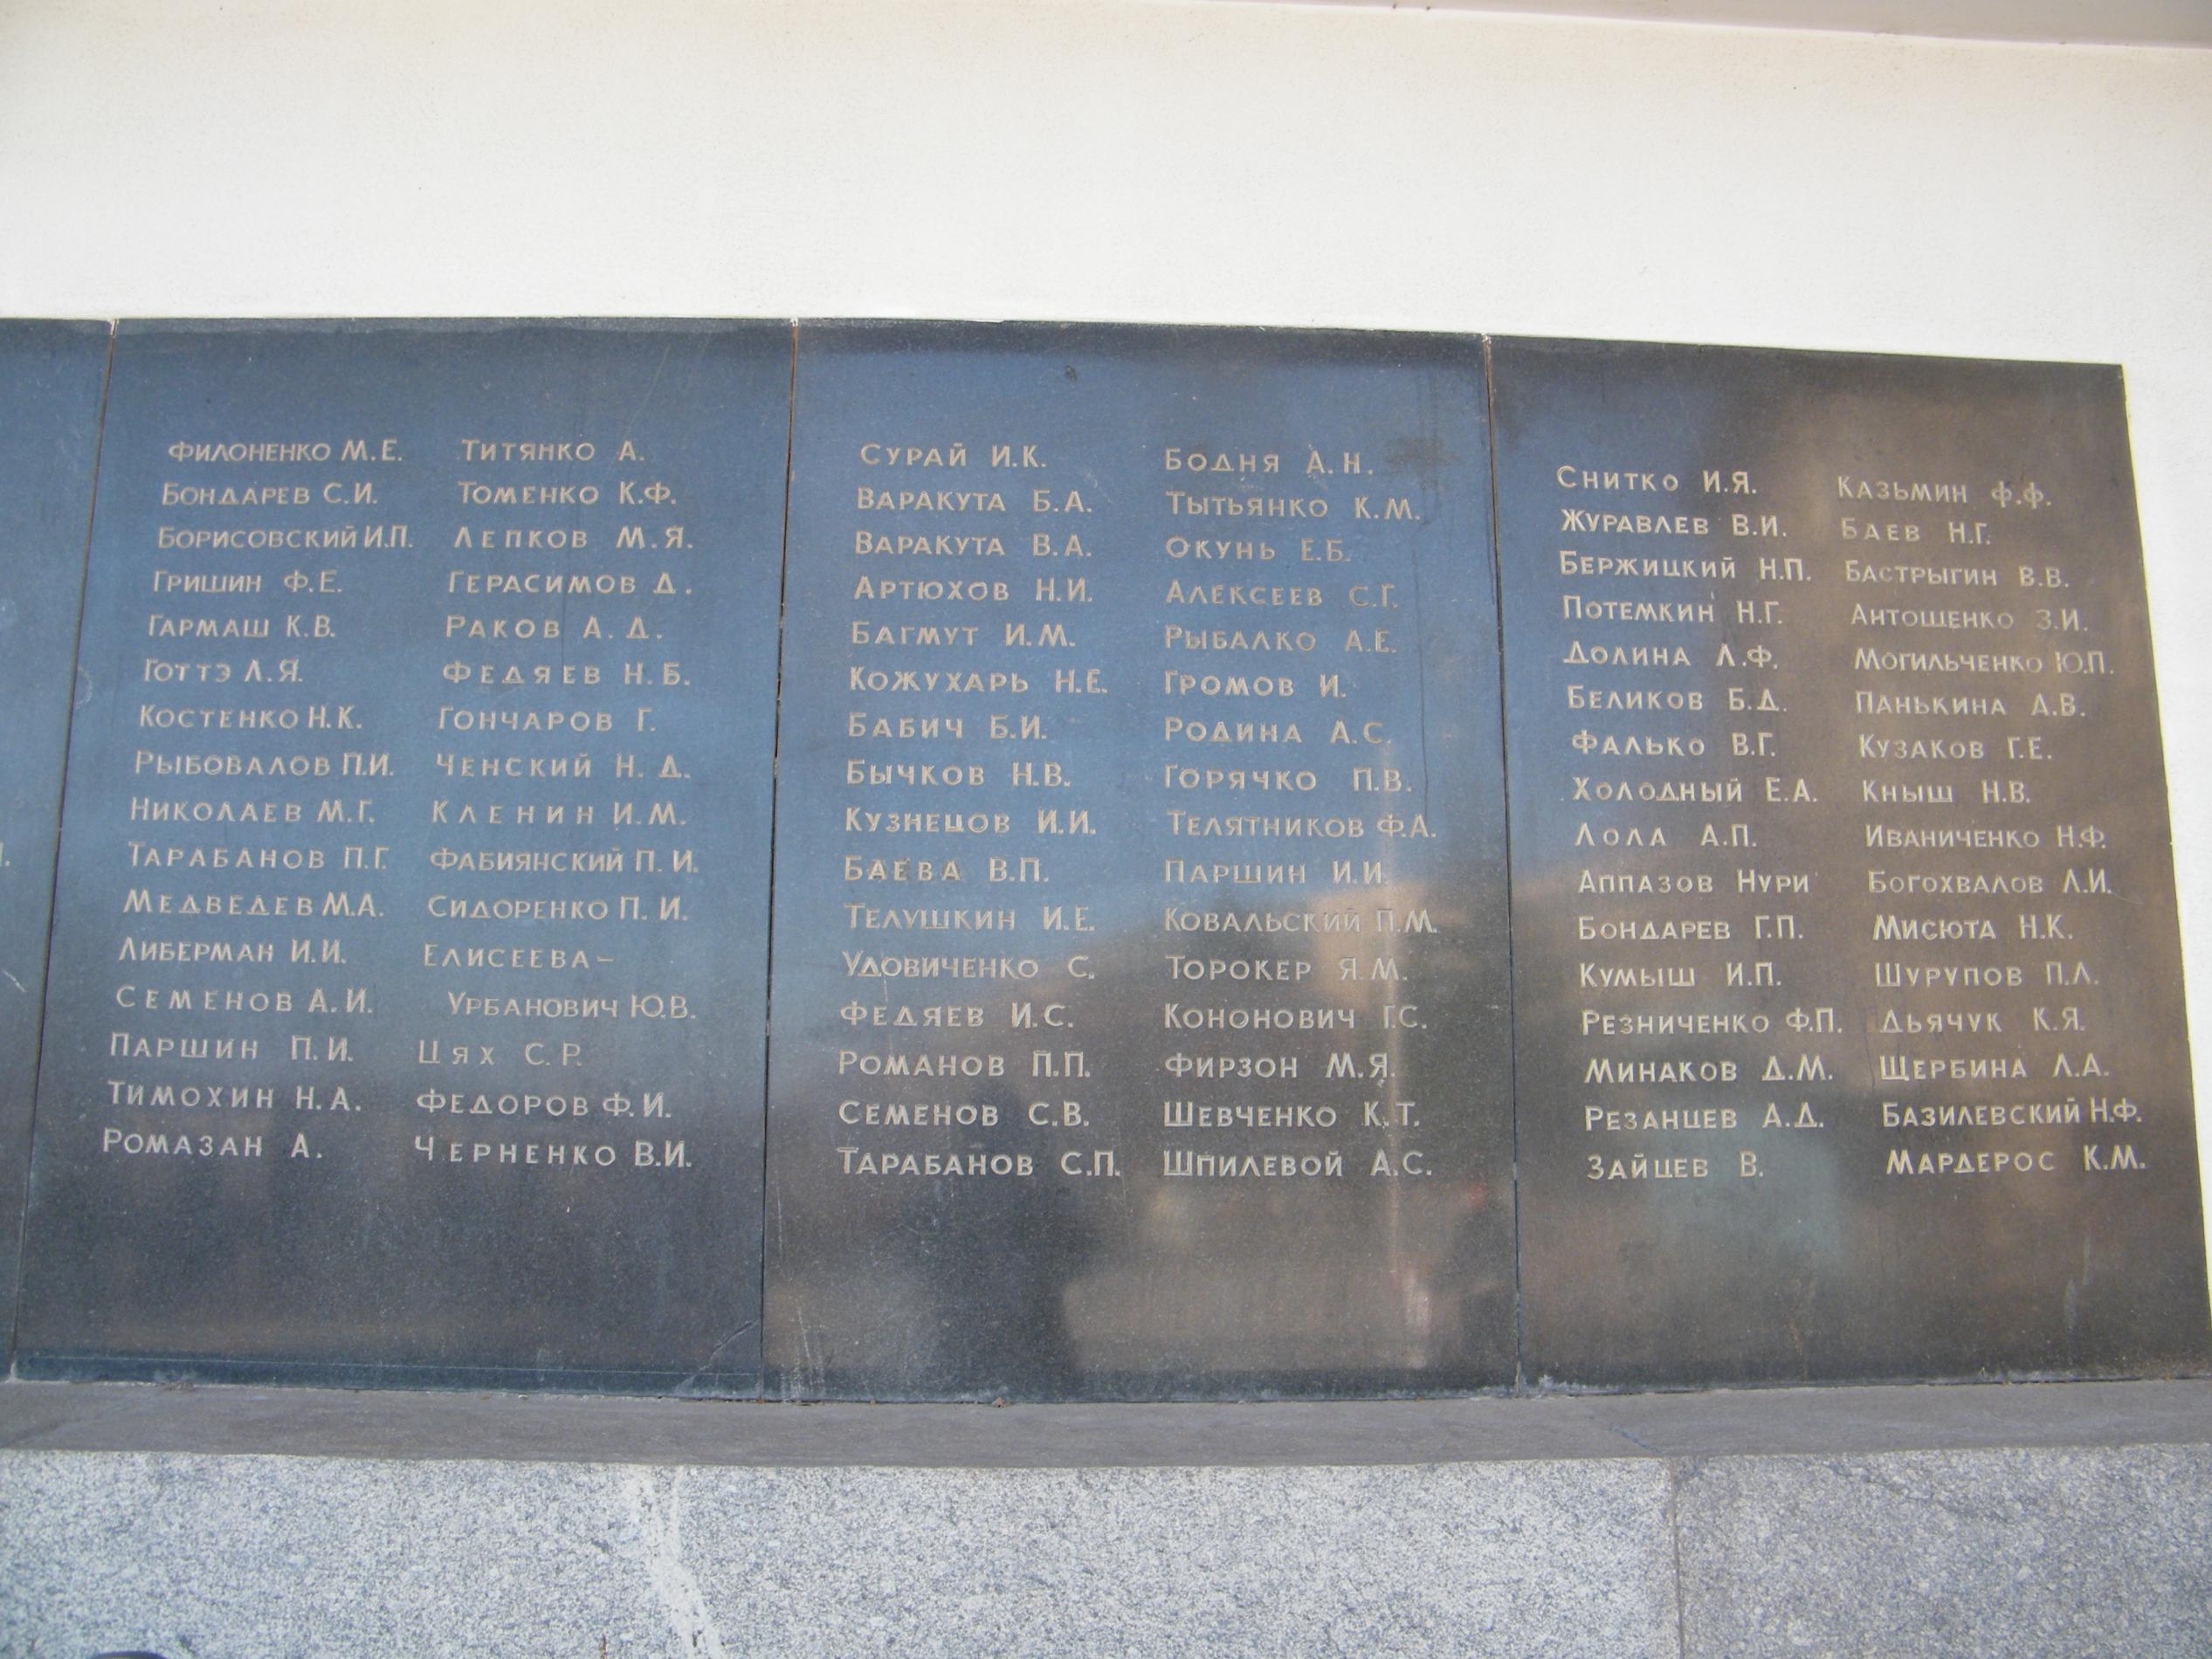 Филоненко М.Е.
Бондарев С.И.
Борисовский И.П.
Гришин Ф.Е.
Гармаш К.В.
Готтэ Л.Я.
Костенко Н.К.
Рыбовалов П.И.
Николаев М.Г.
Тарабанов П.Г.
Медведев М.А.
Либерман И.И.
Семенов А.И.
Паршин П.И.
Тимохин Н.А.
Ромазан А.
Титянко А.
Томенко К.Ф.
Лепков М.Я.
Герасимов Д.
Раков А.Д.
Федяев Н.Б.
Гончаров Г.
Ченский Н.Д.
Кленин И.М.
Фабиянский П.И.
Сидоренко П.И.
Елисеева-
Урбанович Ю.В.
Цях С.Р.
Федоров Ф.И.
Черненко В.И.
Сурай И.К.
Варакута Б.А.
Варакута В.А.
Артюхов Н.И.
Багмут И.М.
Кожухарь Н.Е.
Бабич Б.И.
Бычков Н.В.
Кузнецов И.И.
Баева В.П.
Телушкин И.Е.
Удовиченко С.
Федяев И.С.
Романов П.П.
Семенов С.В.
Тарабанов С.П.
Бодня А.Н.
Тытьянко К.М.
Окунь Е.Б.
Алексеев С.Г.
Рыбалко А.Е.
Громов И.
Родина А.С.
Горячко П.В.
Телятников Ф.А.
Паршин И.И.
Ковальский П.М.
Торокер Я.М.
Кононович Г.С.
Фирзон М.Я.
Шевченко К.Т.
Шпилевой А.С.
Снитко И.Я.
Журавлев В.И.
Бержицкий Н.П.
Потемкин Н.Г.
Долина Л.Ф.
Беликов Б.Д.
Фалько В.Г.
Холодный Е.А.
Лола А.П.
Аппазов Нури
Бондарев Г.П.
Кумыш И.П.
Резниченко Ф.П.
Минаков Д.М.
Резанцев А.Д.
Зайцев В.
Казьмин Ф.Ф.
Баев Н.Г.
Бастрыгин В.В.
Антошенко З.И.
Могильченко Ю.П.
Панькина А.В.
Кузаков Г.Е.
Кныш Н.В.
Иваниченко Н.Ф.
Богохвалов Л.И.
Мисюта Н.К.
Шурупов П.Л.
Дьячук К.Я.
Щербина Л.А.
Базилевский Н.Ф.
Мардерос К.М.